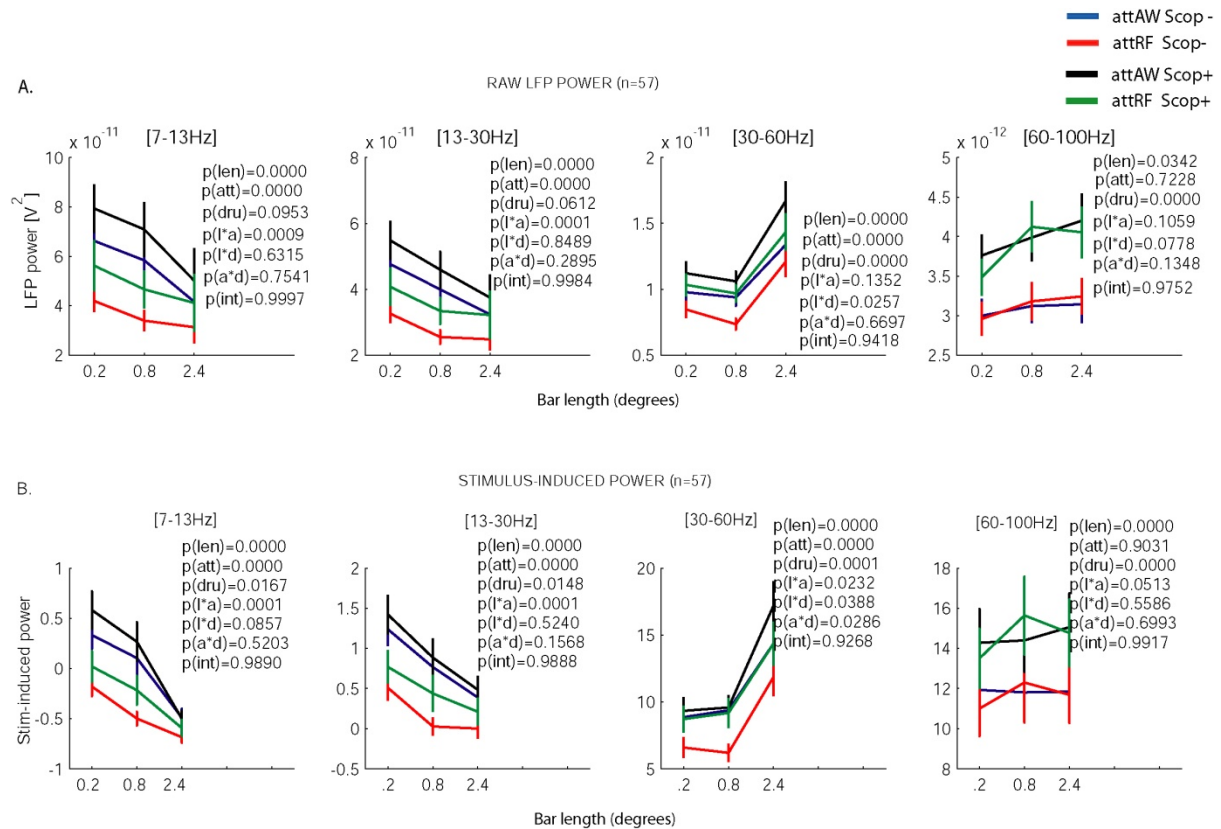 attAW Scop -
attRF Scop-
attAW Scop+
attRF Scop+
A.
RAW LFP POWER (n=57)
x 10^-11
[7-13Hz]
10
8
6
4
2
LFP power [V^2]
0.2 0.8 2.4
p(len)=0.0000
p(att)=0.0000
p(dru)=0.0953
p(l*a)=0.0009
p(l*d)=0.6315
p(a*d)=0.7541
p(int)=0.9997
x 10^-11
[13-30Hz]
8
6
4
2
0.2 0.8 2.4
p(len)=0.0000
p(att)=0.0000
p(dru)=0.0612
p(l*a)=0.0001
p(l*d)=0.8489
p(a*d)=0.2895
p(int)=0.9984
x 10^-11
[30-60Hz]
2
1.5
1
0.5
0.2 0.8 2.4
p(len)=0.0000
p(att)=0.0000
p(dru)=0.0000
p(l*a)=0.1352
p(l*d)=0.0257
p(a*d)=0.6697
p(int)=0.9418
x 10^-12
[60-100Hz]
5
4.5
4
3.5
3
2.5
0.2 0.8 2.4
p(len)=0.0342
p(att)=0.7228
p(dru)=0.0000
p(l*a)=0.1059
p(l*d)=0.0778
p(a*d)=0.1348
p(int)=0.9752
Bar length (degrees)
B.
STIMULUS-INDUCED POWER (n=57)
[7-13Hz]
1
0.5
0
-0.5
-1
Stim-induced power
0.2 0.8 2.4
p(len)=0.0000
p(att)=0.0000
p(dru)=0.0167
p(l*a)=0.0001
p(l*d)=0.0857
p(a*d)=0.5203
p(int)=0.9890
[13-30Hz]
2
1.5
1
0.5
0
-0.5
0.2 0.8 2.4
p(len)=0.0000
p(att)=0.0000
p(dru)=0.0148
p(l*a)=0.0001
p(l*d)=0.5240
p(a*d)=0.1568
p(int)=0.9888
[30-60Hz]
20
15
10
5
.2 0.8 2.4
p(len)=0.0000
p(att)=0.0000
p(dru)=0.0001
p(l*a)=0.0232
p(l*d)=0.0388
p(a*d)=0.0286
p(int)=0.9268
[60-100Hz]
18
16
14
12
10
8
.2 0.8 2.4
p(len)=0.0000
p(att)=0.9031
p(dru)=0.0000
p(l*a)=0.0513
p(l*d)=0.5586
p(a*d)=0.6993
p(int)=0.9917
Bar length (degrees)